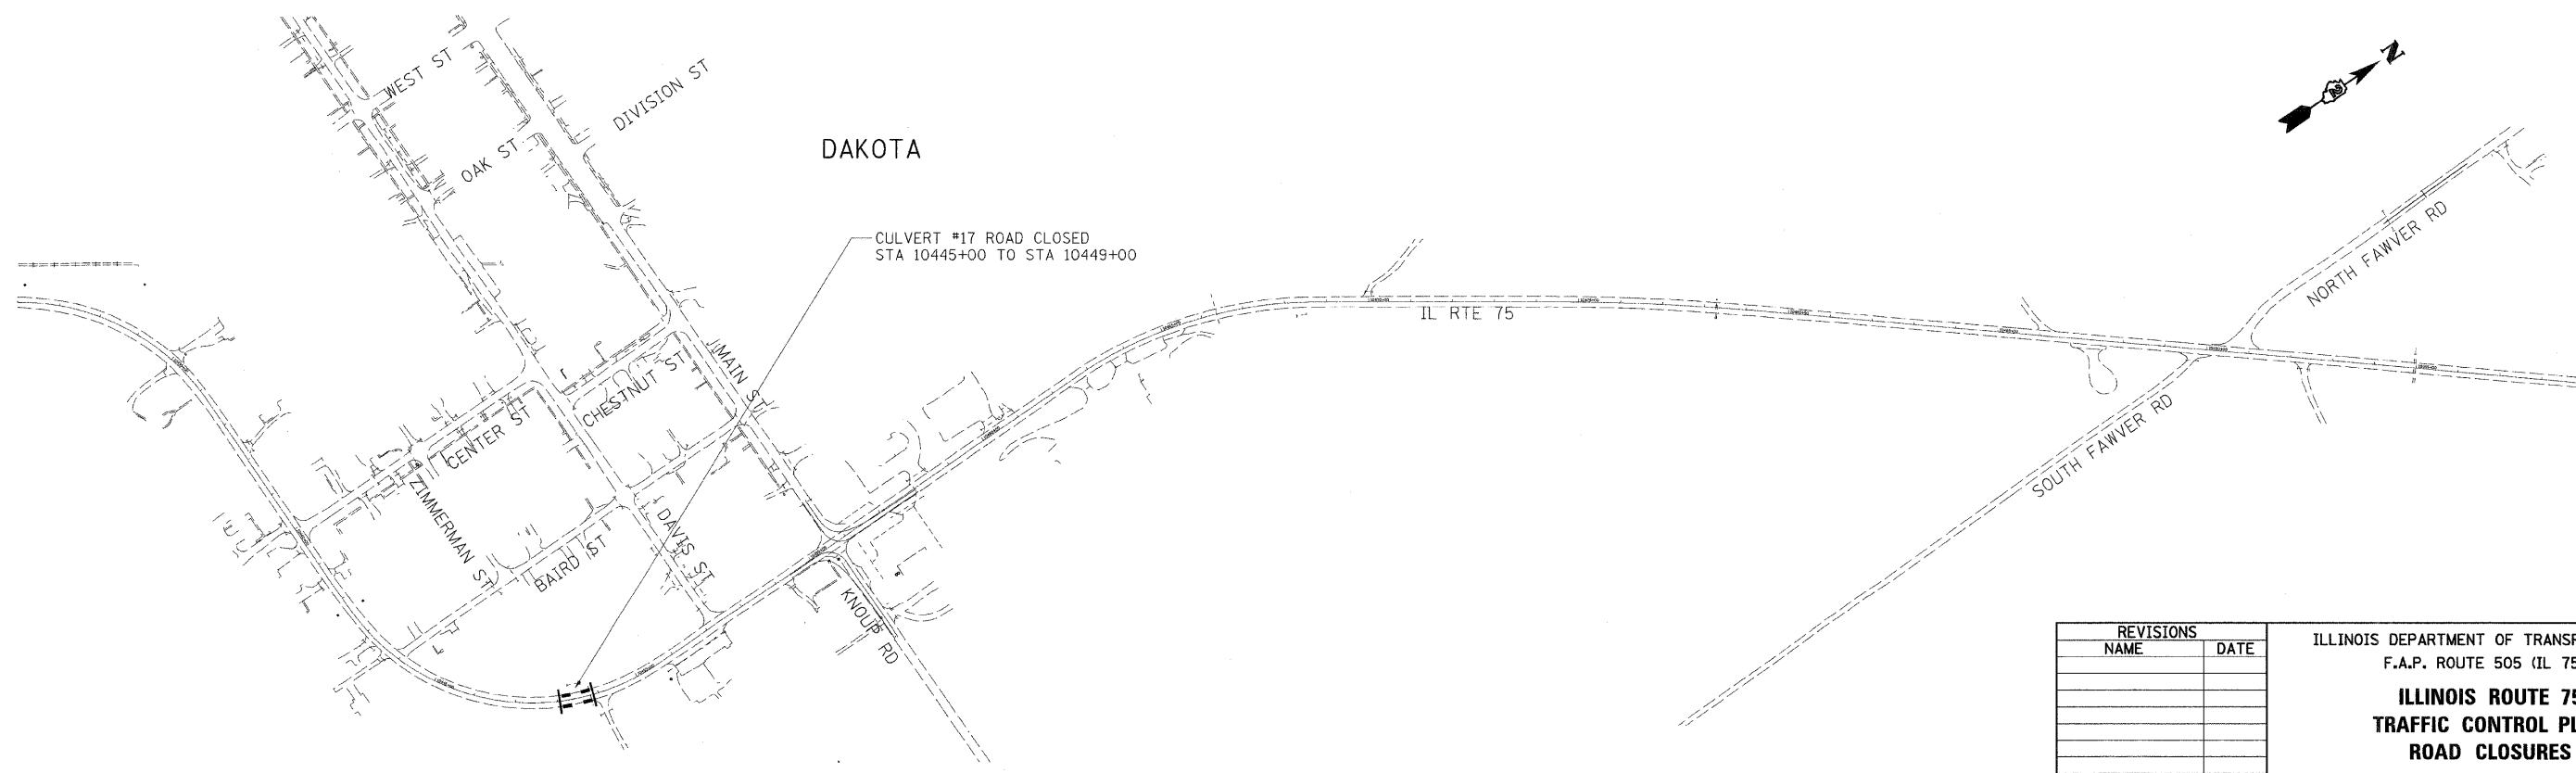 WEST ST
DIVISION ST
OAK ST
DAKOTA
N
2
CULVERT #17 ROAD CLOSED
STA 10445+00 TO STA 10449+00
IL RTE 75
NORTH FAWVER RD
SOUTH FAWVER RD
MAIN ST
CHESTNUT ST
CENTER ST
ZIMMERMAN ST
BAIRD ST
DAVIS ST
KNOUP RD
REVISIONS
NAME DATE
ILLINOIS DEPARTMENT OF TRANSP
F.A.P. ROUTE 505 (IL 75
ILLINOIS ROUTE 75
TRAFFIC CONTROL PL
ROAD CLOSURES